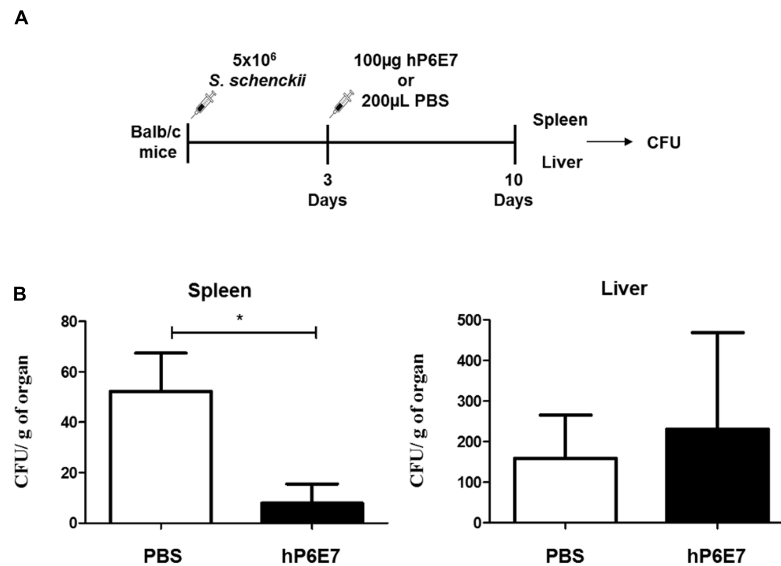 A
5x10⁶
S. schenckii
100µg hP6E7
or
200µL PBS
Balb/c
mice
3
Days
10
Days
Spleen
Liver
CFU
B
Spleen
CFU/ g of organ
80
60
40
20
0
*
PBS
hP6E7
Liver
CFU/ g of organ
500
400
300
200
100
0
PBS
hP6E7